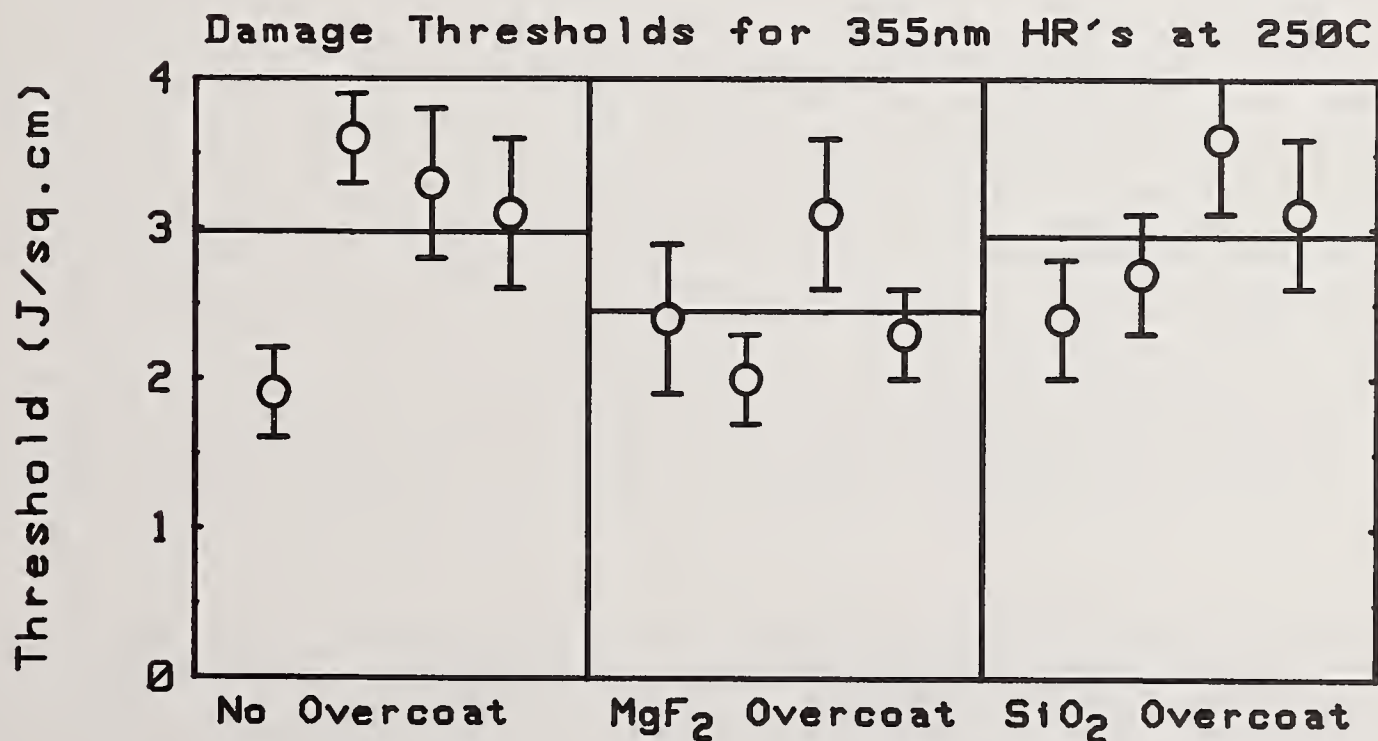 Damage Thresholds for 355nm HR's at 250C
Threshold (J/sq.cm)
4
3
2
1
0
No Overcoat
MgF₂ Overcoat
SiO₂ Overcoat